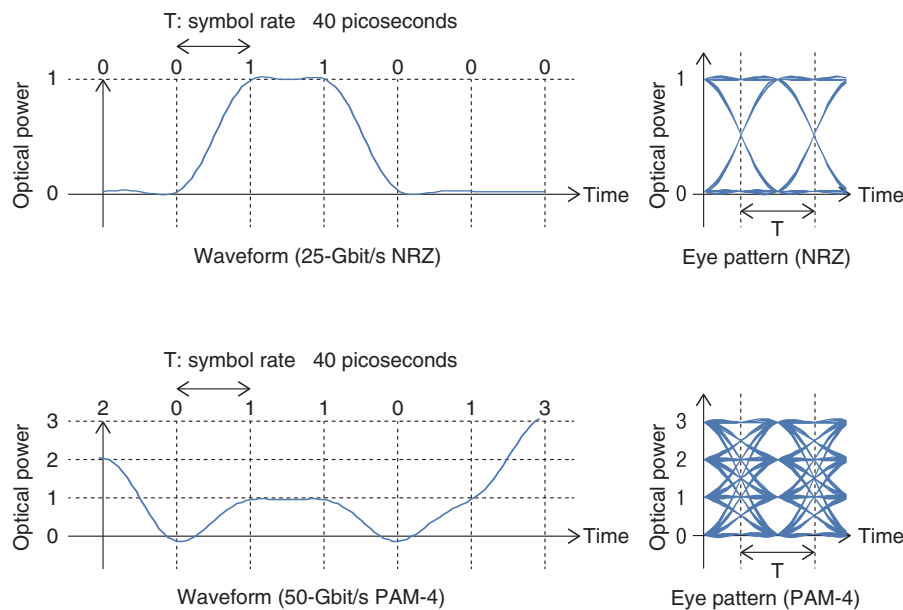 T: symbol rate 40 picoseconds
0 0 1 1 0 0 0
1
0
Optical power
Time
Waveform (25-Gbit/s NRZ)
1
0
Optical power
Time
T
Eye pattern (NRZ)
T: symbol rate 40 picoseconds
2 0 1 1 0 1 3
3
2
1
0
Optical power
Time
Waveform (50-Gbit/s PAM-4)
3
2
1
0
Optical power
Time
T
Eye pattern (PAM-4)